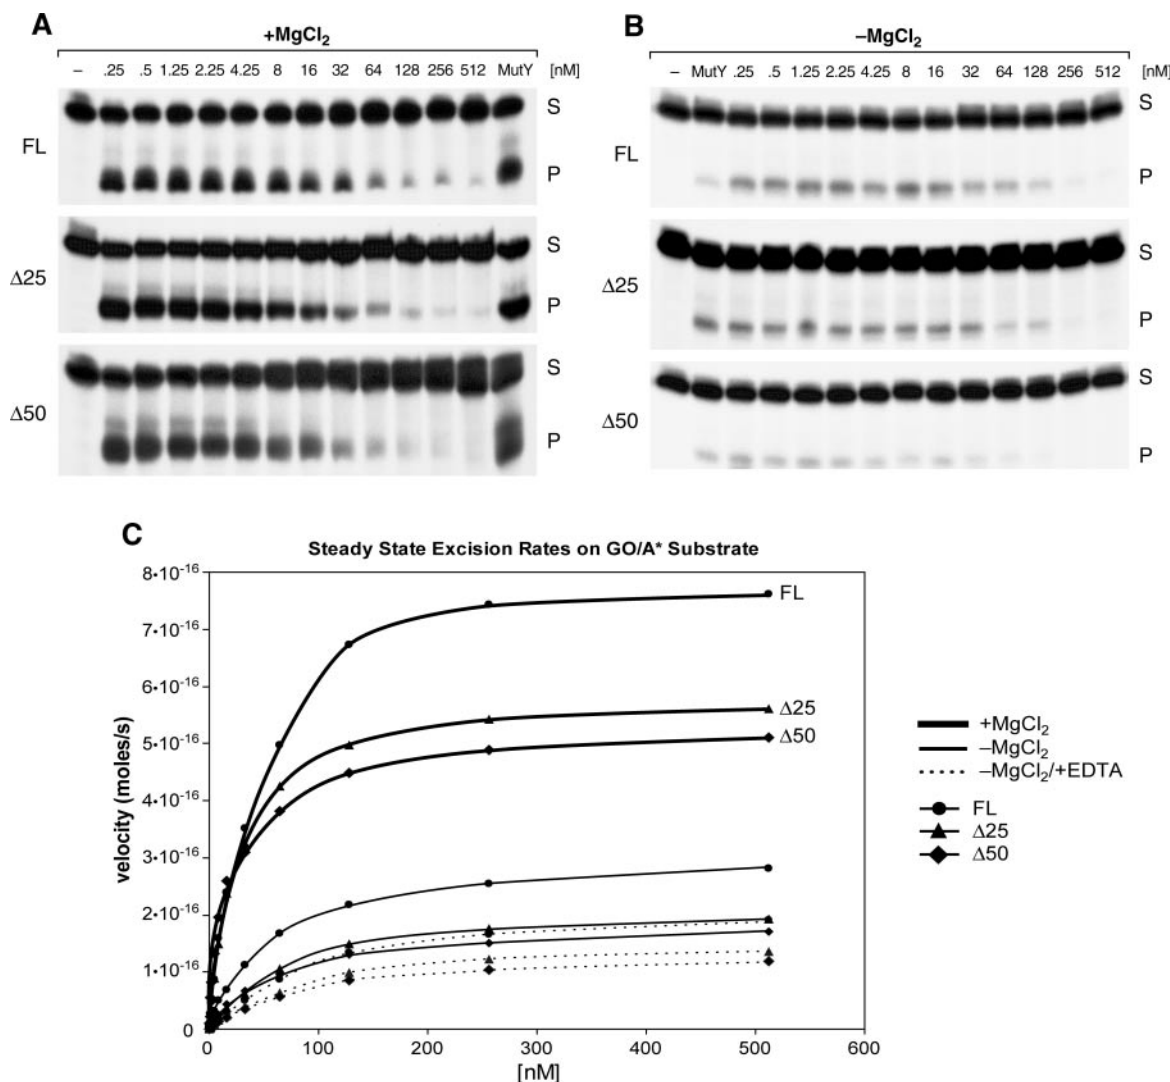 A
+MgCl₂
– .25 .5 1.25 2.25 4.25 8 16 32 64 128 256 512 MutY [nM]
FL S
P
Δ25 S
P
Δ50 S
P
B
–MgCl₂
– MutY .25 .5 1.25 2.25 4.25 8 16 32 64 128 256 512 [nM]
FL S
P
Δ25 S
P
Δ50 S
P
C
Steady State Excision Rates on GO/A* Substrate
velocity (moles/s)
8•10⁻¹⁶
7•10⁻¹⁶
6•10⁻¹⁶
5•10⁻¹⁶
4•10⁻¹⁶
3•10⁻¹⁶
2•10⁻¹⁶
1•10⁻¹⁶
0
FL
Δ25
Δ50
0 100 200 300 400 500 600
[nM]
+MgCl₂
–MgCl₂
–MgCl₂/+EDTA
FL
Δ25
Δ50